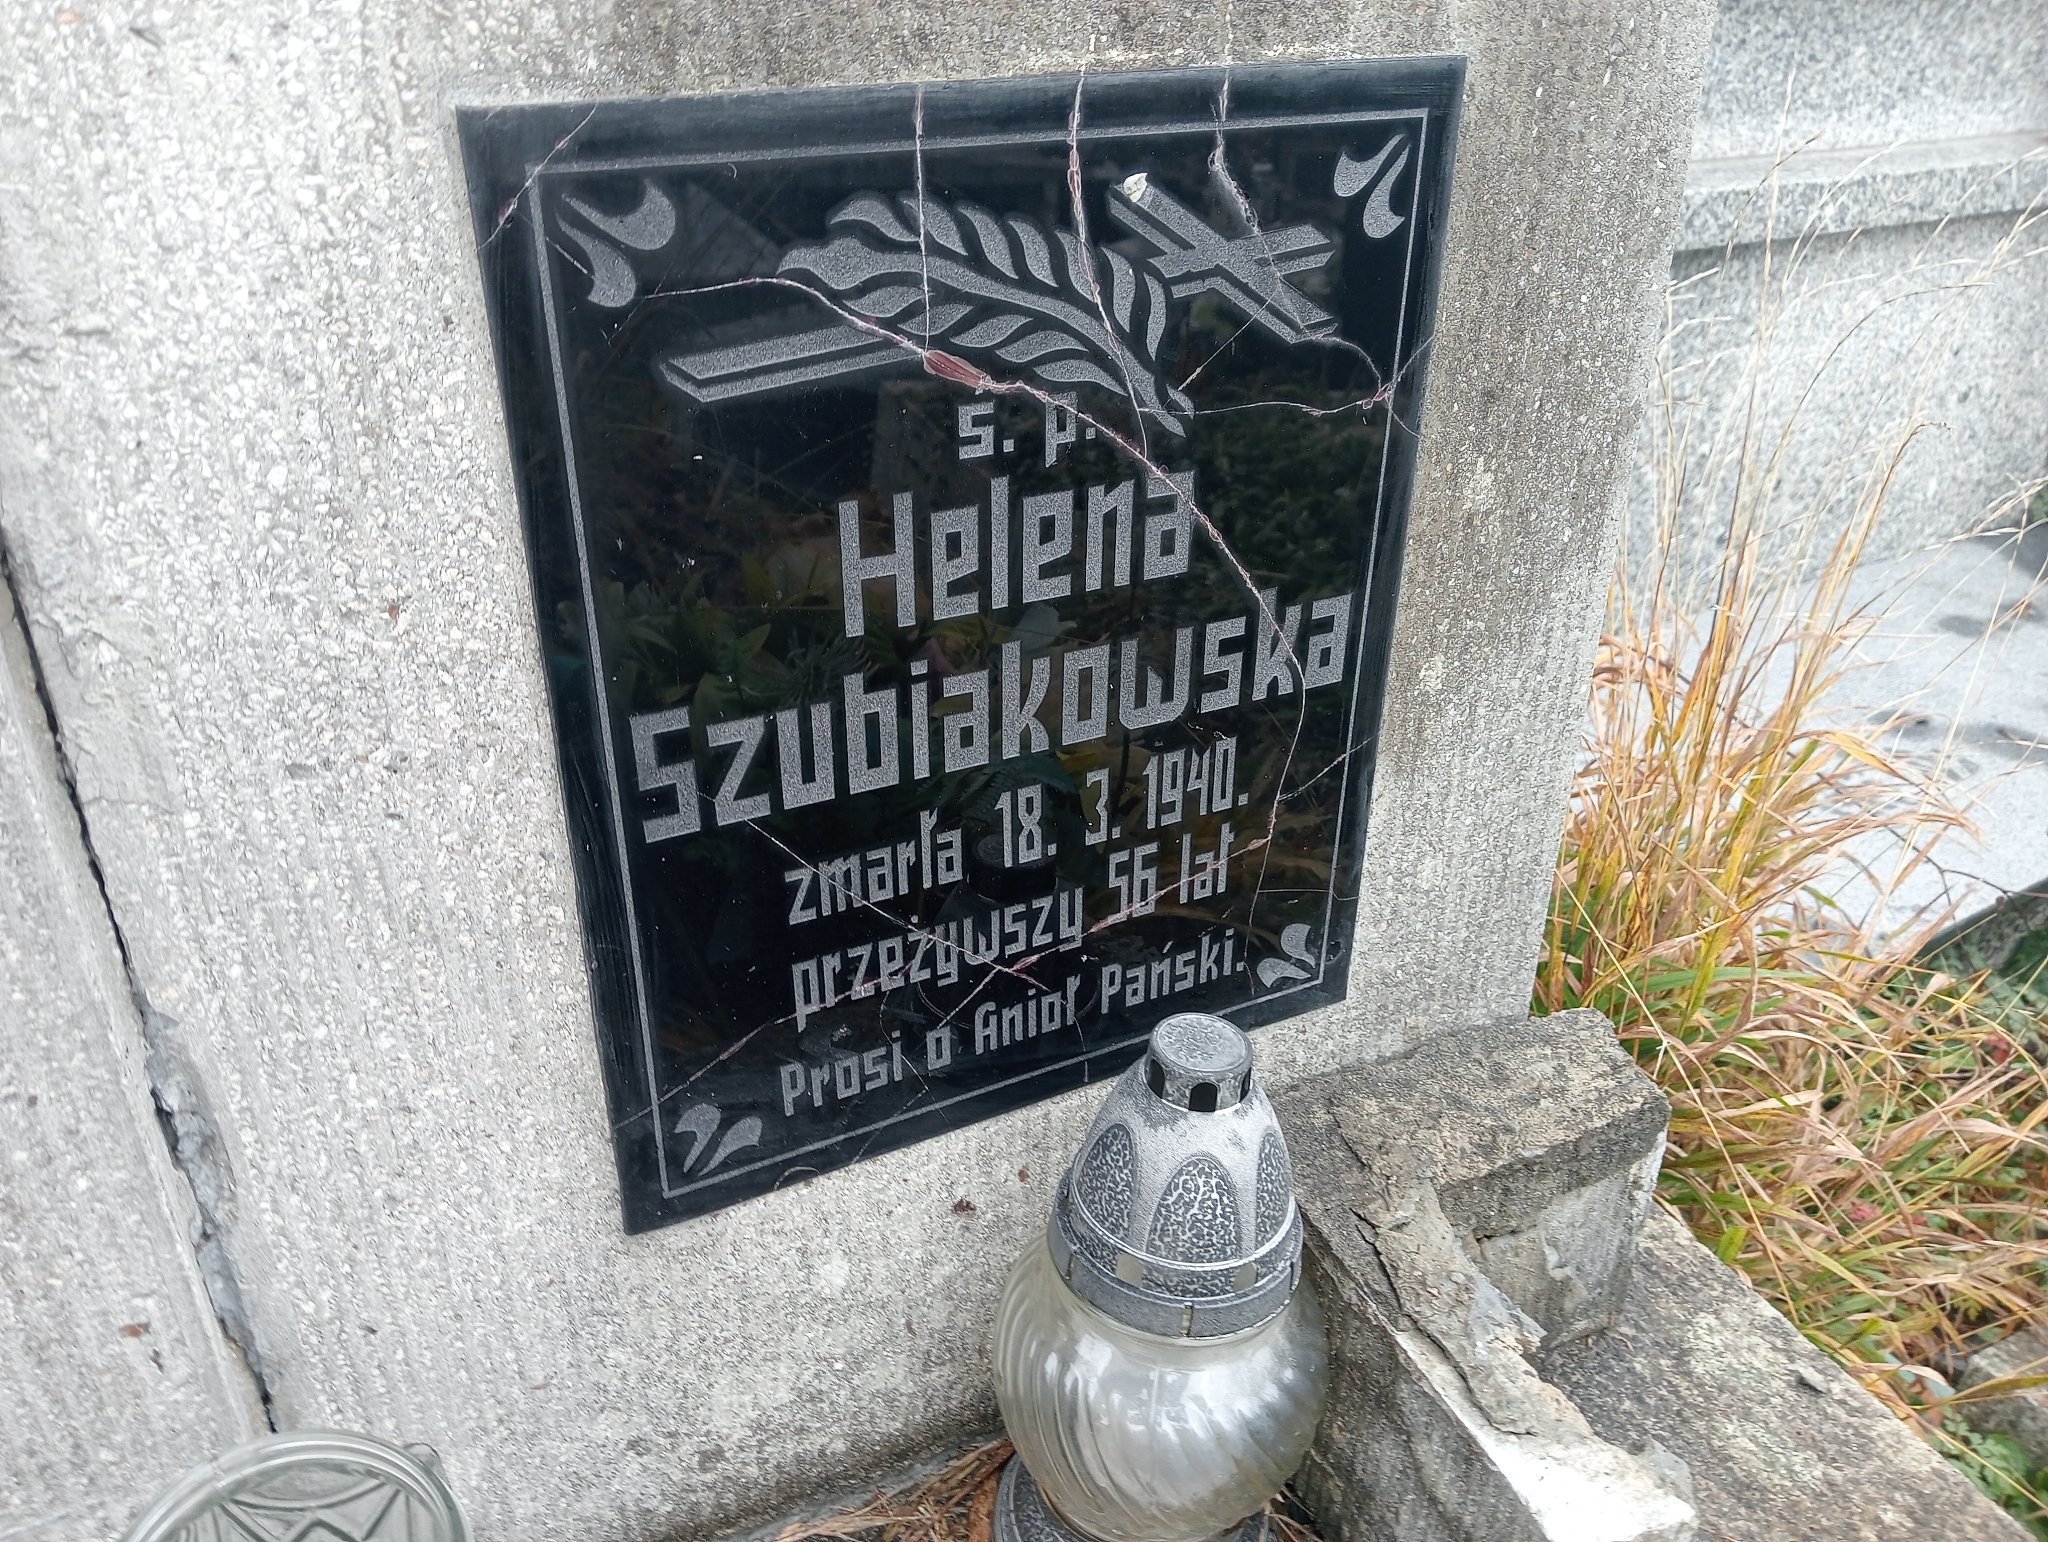 ś. p.
Helena
Szubiakowska
zmarła 18. 3. 1940.
przeżywszy 56 lat
Prosi o Anioł Pański.